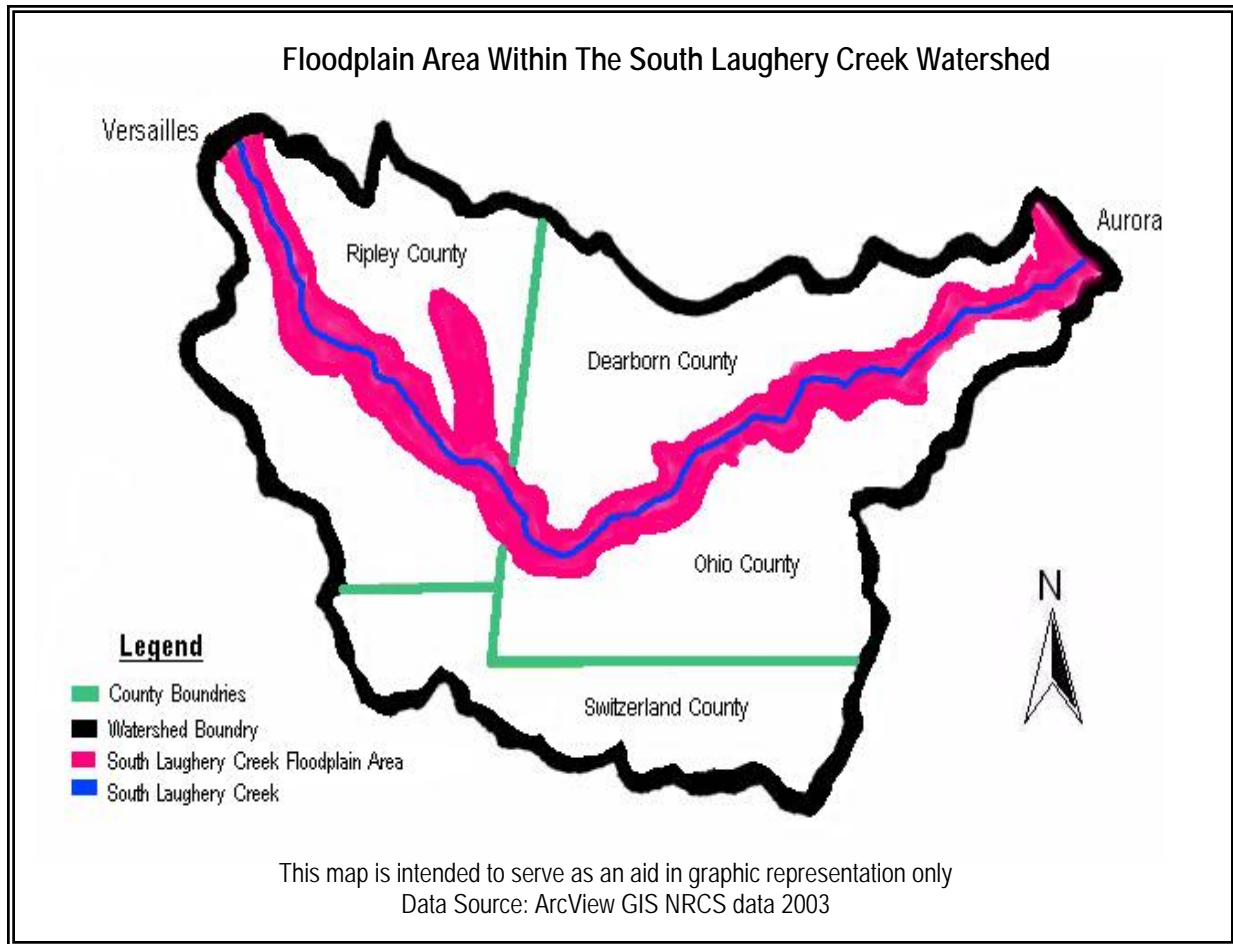 Floodplain Area Within The South Laughery Creek Watershed
Versailles
Aurora
Ripley County
Dearborn County
Ohio County
N
Legend
County Boundries
Switzerland County
Watershed Boundry
South Laughery Creek Floodplain Area
South Laughery Creek
This map is intended to serve as an aid in graphic representation only
Data Source: ArcView GIS NRCS data 2003